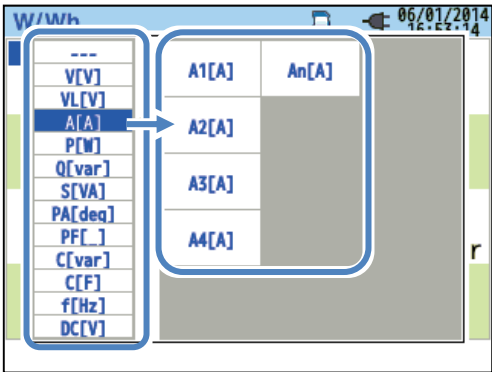 W/Wh
06/01/2014
16:53:14
---
V[V]
VL[V]
A[A]
P[W]
Q[var]
S[VA]
PA[deg]
PF[_]
C[var]
C[F]
f[Hz]
DC[V]
A1[A] An[A]
A2[A]
A3[A]
A4[A]
r